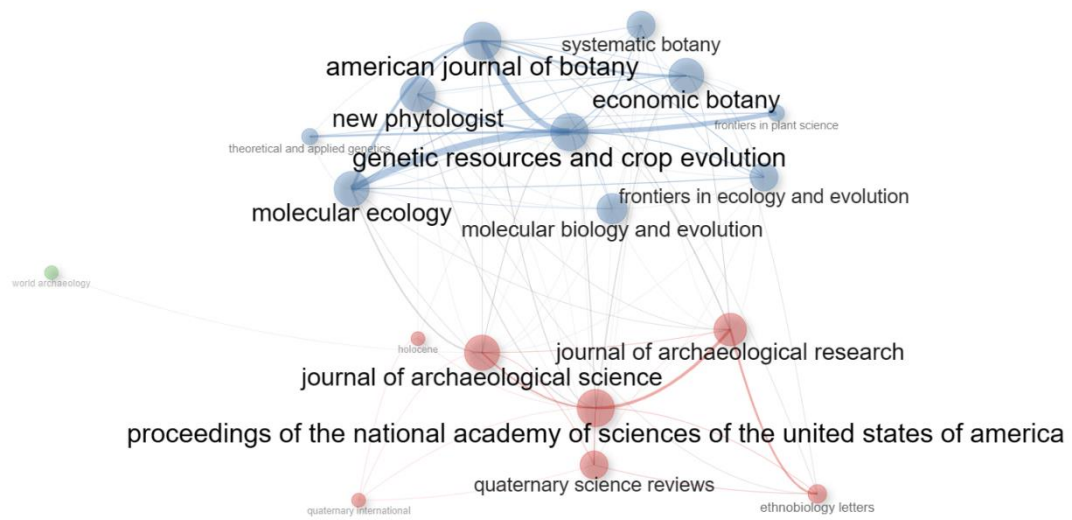 systematic botany
american journal of botany
economic botany
new phytologist
frontiers in plant science
theoretical and applied genetics
genetic resources and crop evolution
frontiers in ecology and evolution
molecular ecology
molecular biology and evolution
world archaeology
holocene
journal of archaeological research
journal of archaeological science
proceedings of the national academy of sciences of the united states of america
quaternary science reviews
ethnobiology letters
quaternary international